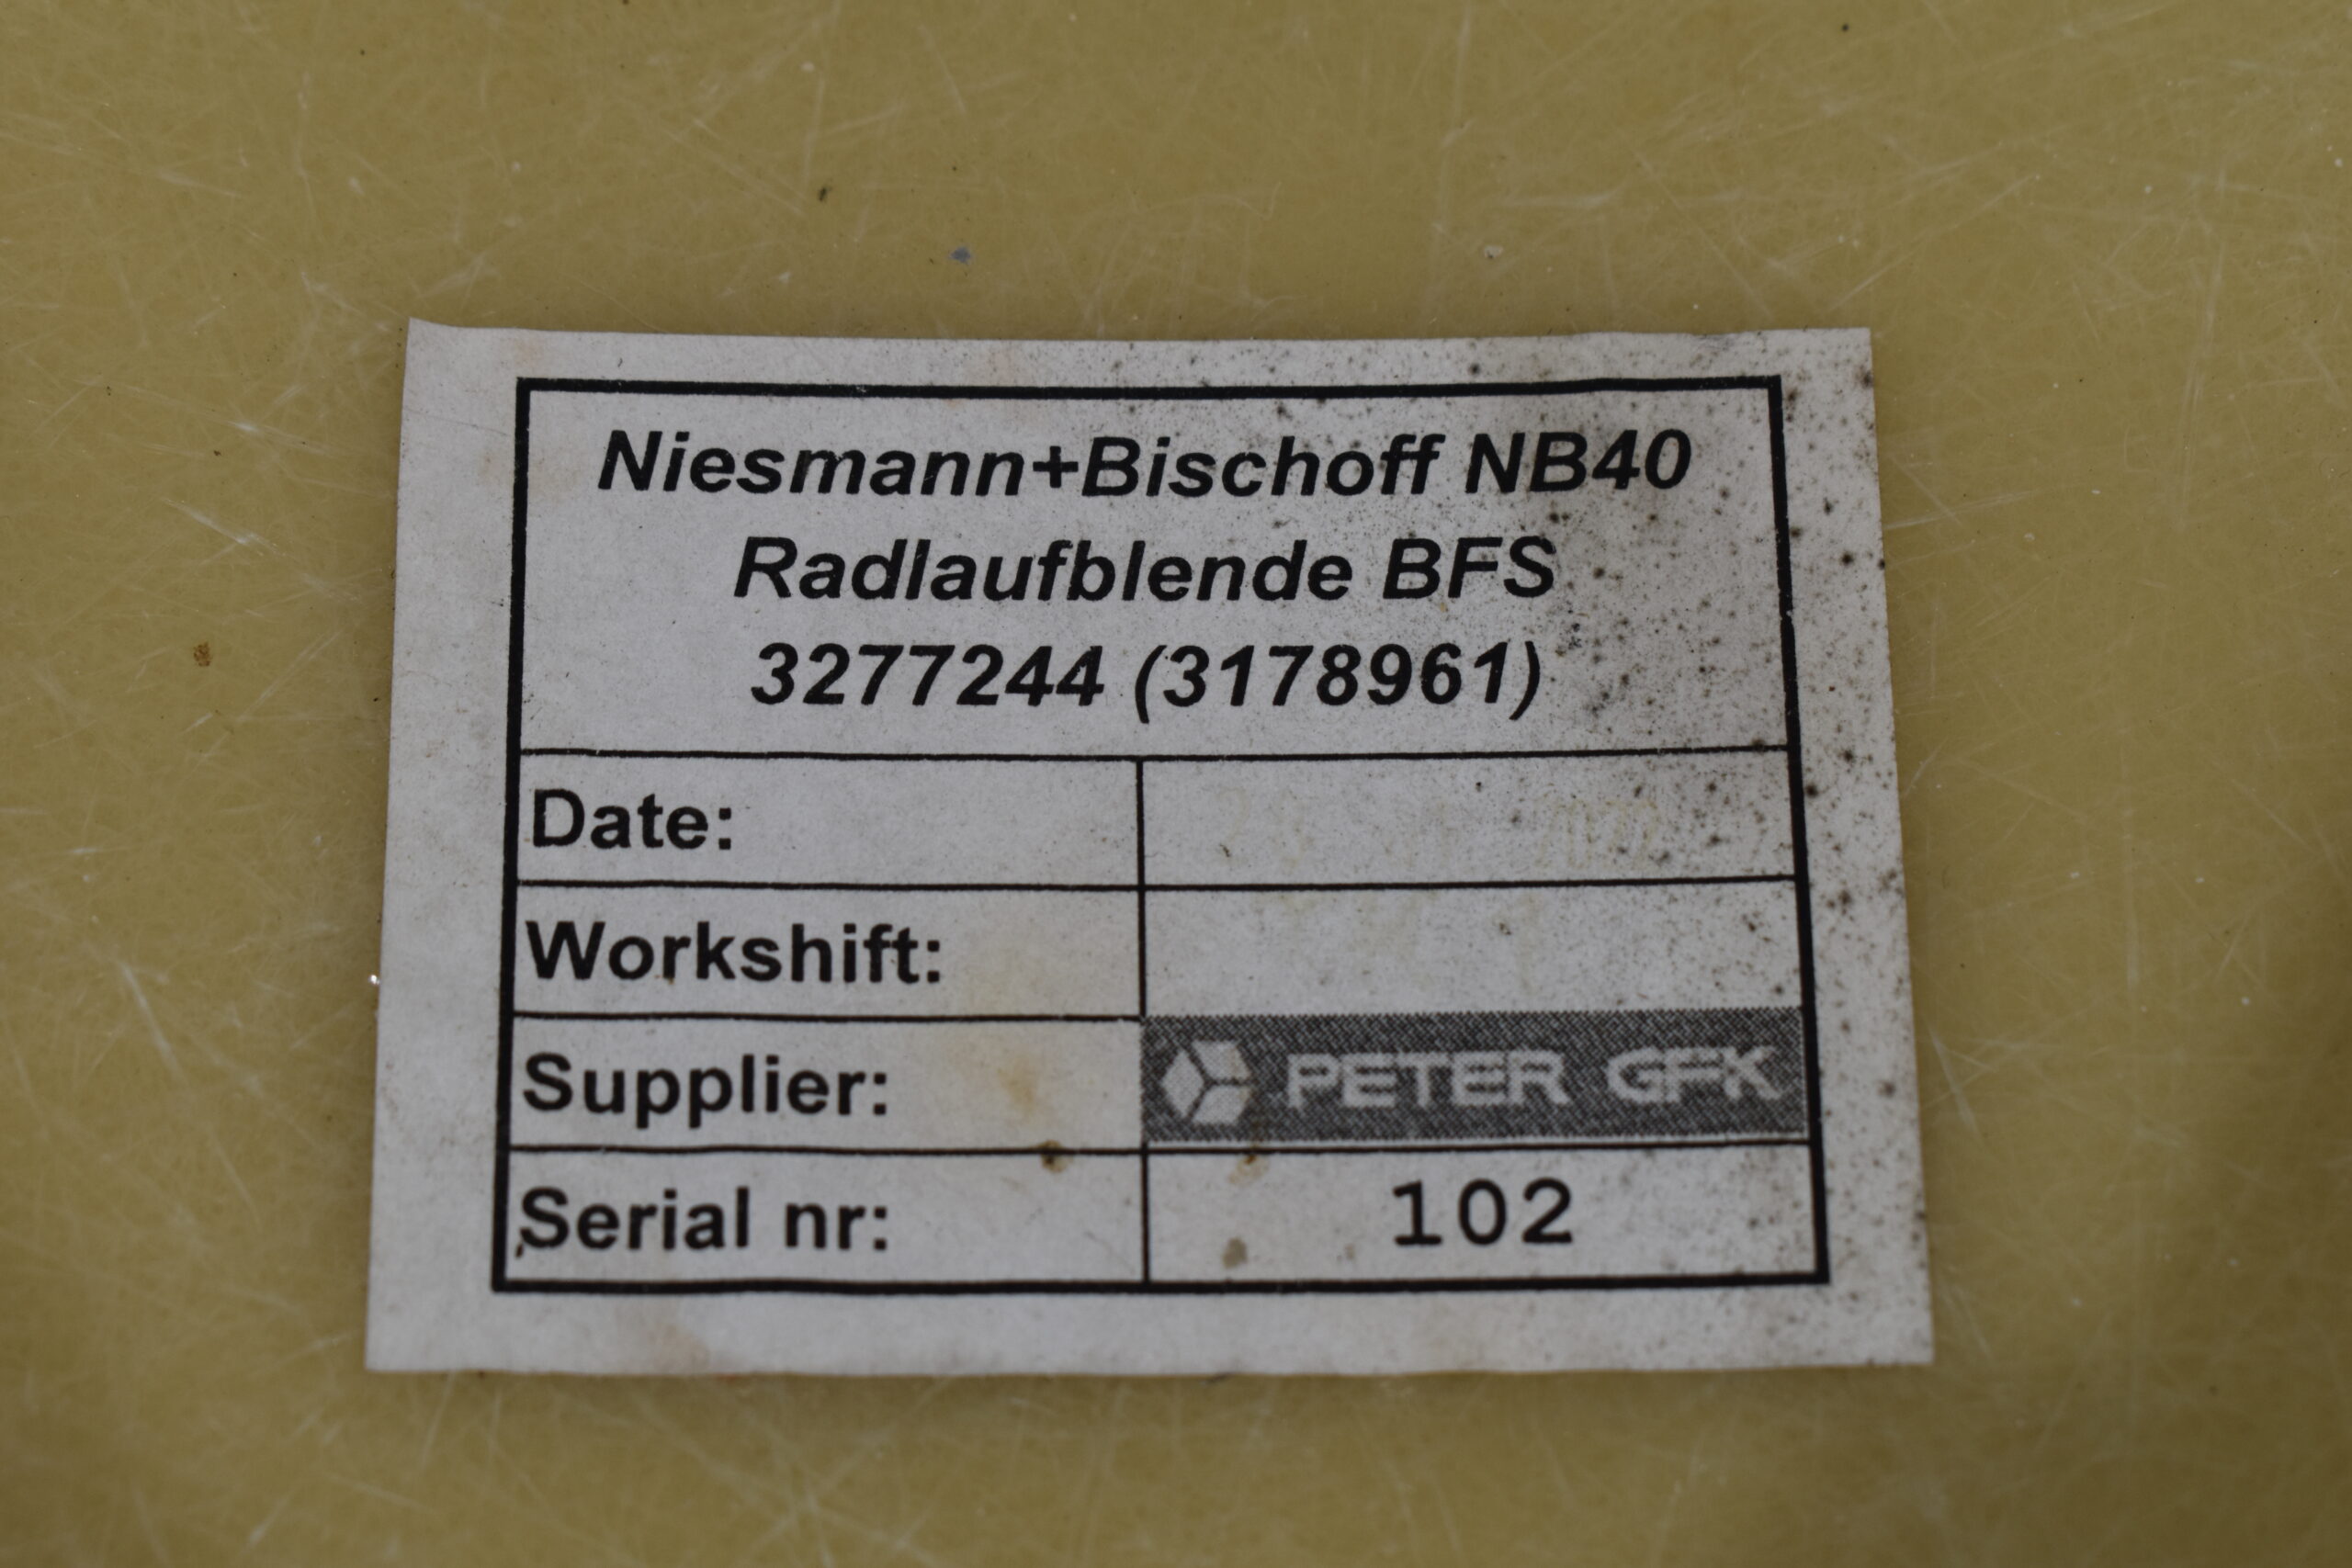 Niesmann+Bischoff NB40
Radlaufblende BFS
3277244 (3178961)
Date:
Workshift:
Supplier: PETER GFK
Serial nr: 102